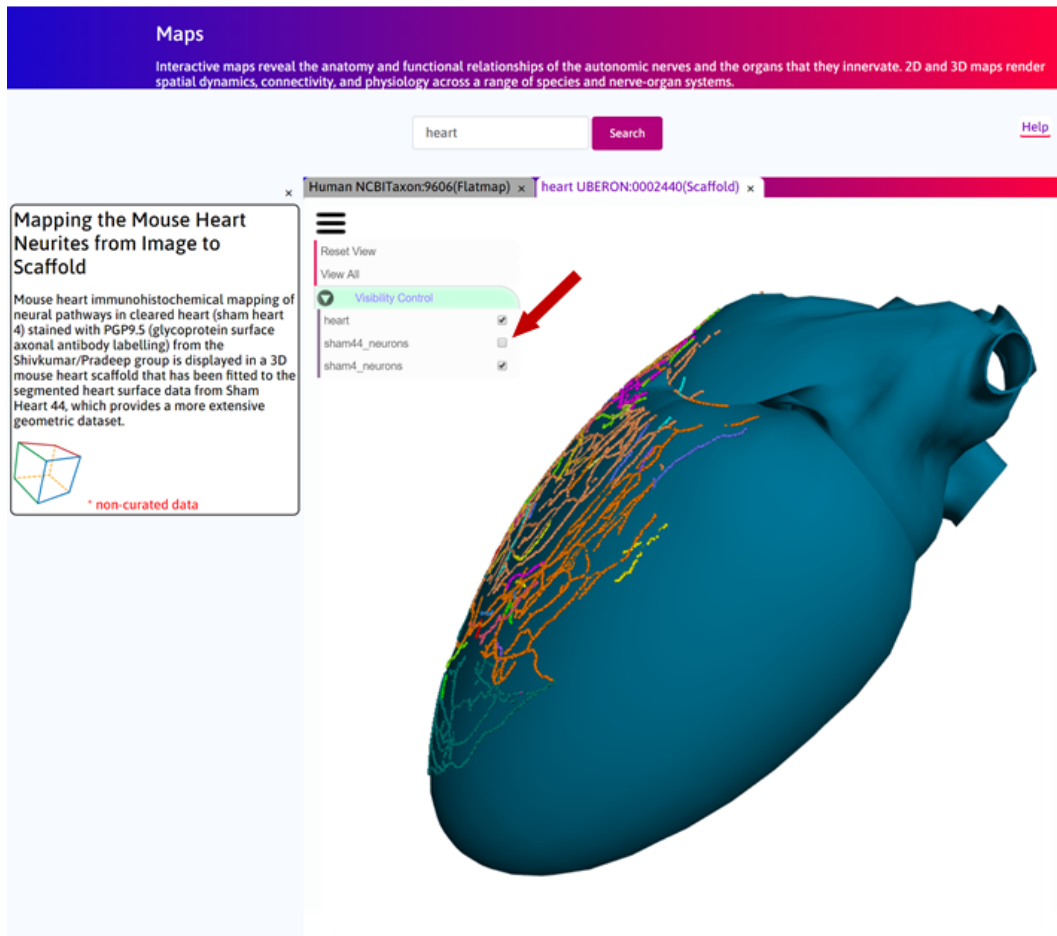 Maps
Interactive maps reveal the anatomy and functional relationships of the autonomic nerves and the organs that they innervate. 2D and 3D maps render
spatial dynamics, connectivity, and physiology across a range of species and nerve-organ systems.
heart
Search
Help
×
Human NCBITaxon:9606(Flatmap) ×
heart UBERON:0002440(Scaffold) ×
Mapping the Mouse Heart
Neurites from Image to
Scaffold
Mouse heart immunohistochemical mapping of
neural pathways in cleared heart (sham heart
4) stained with PGP9.5 (glycoprotein surface
axonal antibody labelling) from the
Shivkumar/Pradeep group is displayed in a 3D
mouse heart scaffold that has been fitted to the
segmented heart surface data from Sham
Heart 44, which provides a more extensive
geometric dataset.
* non-curated data
Reset View
View All
Visibility Control
heart
sham44_neurons
sham4_neurons